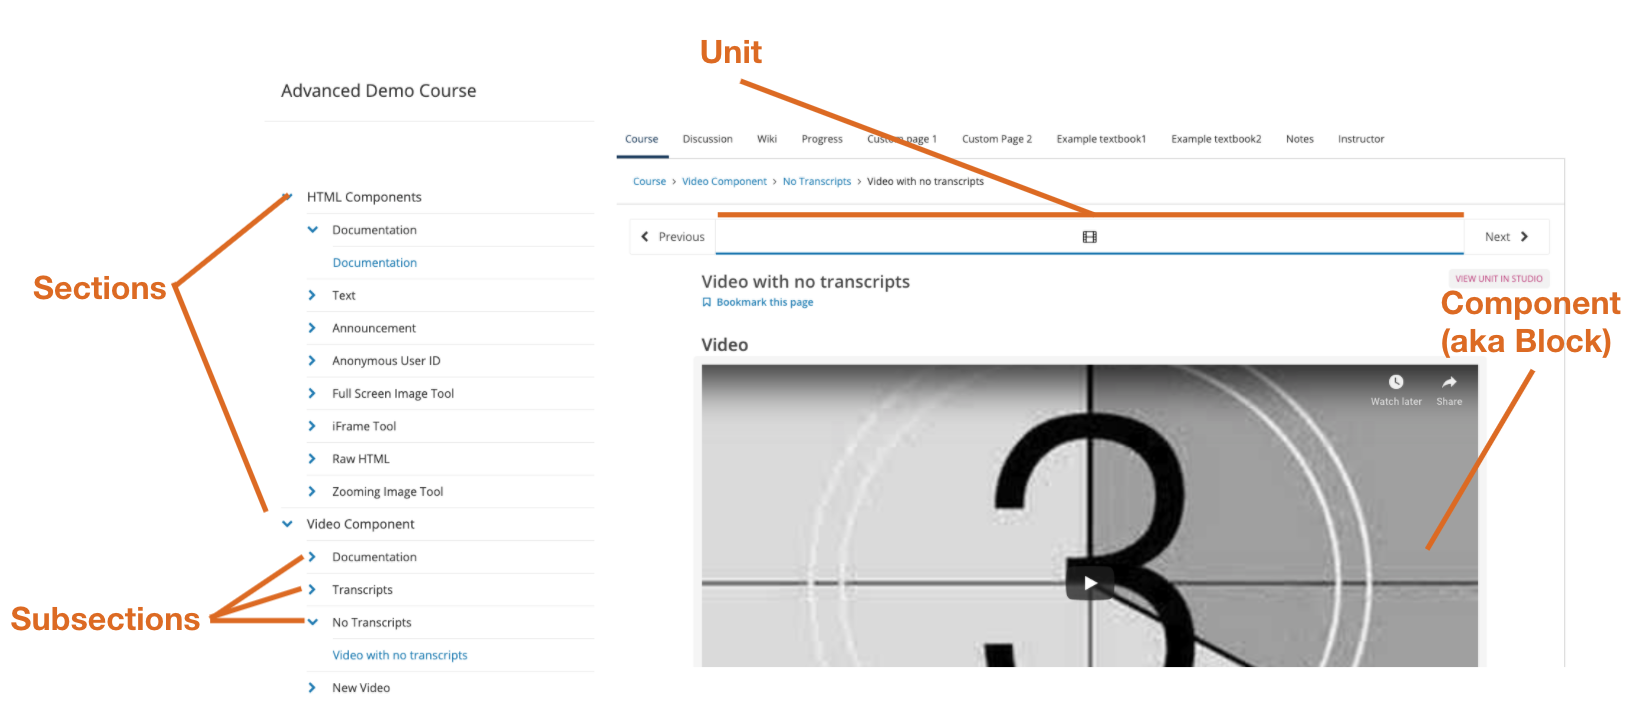 Unit
Advanced Demo Course
Course Discussion Wiki Progress Custom page 1 Custom Page 2 Example textbook1 Example textbook2 Notes Instructor
Course > Video Component > No Transcripts > Video with no transcripts
HTML Components
Documentation
Documentation
Text
Announcement
Anonymous User ID
Full Screen Image Tool
iFrame Tool
Raw HTML
Zooming Image Tool
Video Component
Documentation
Transcripts
No Transcripts
Video with no transcripts
New Video
Sections
Subsections
Previous
Next
Video with no transcripts
VIEW UNIT IN STUDIO
Bookmark this page
Component
(aka Block)
Video
Watch later
Share
3